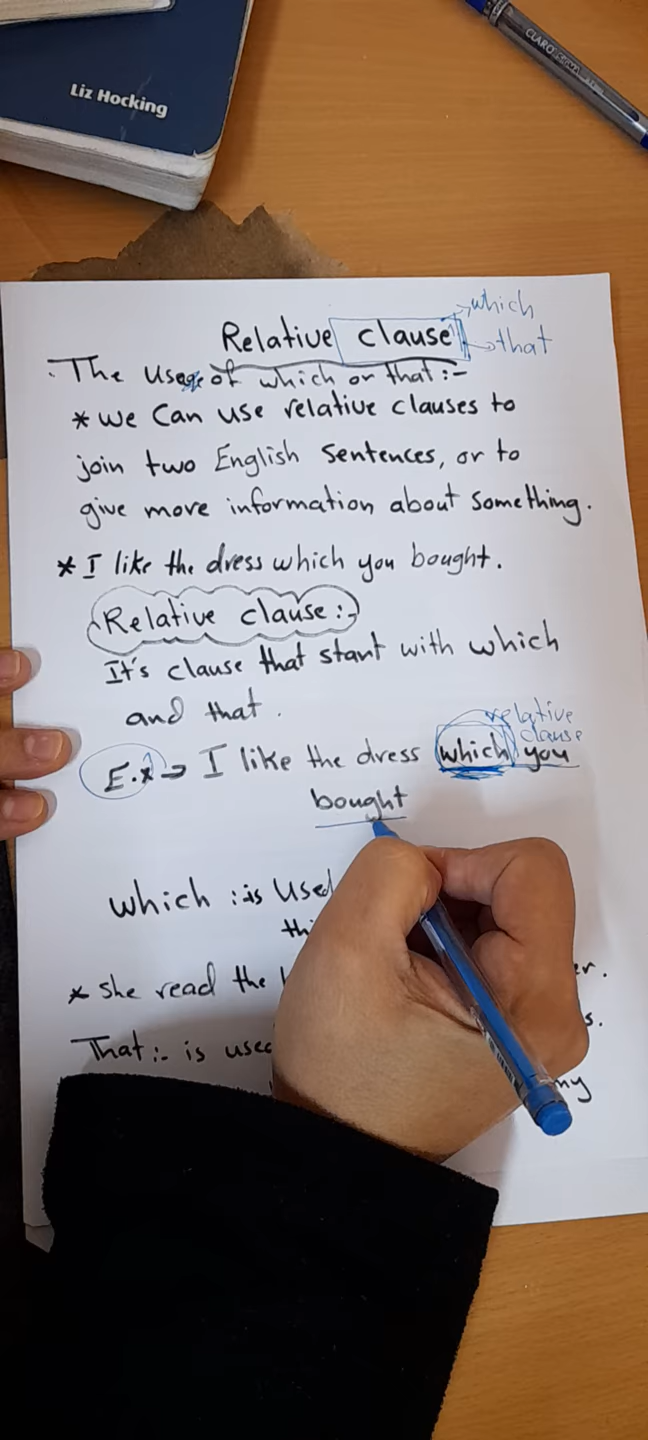 Liz Hocking
CLARO
which
Relative clause
that
The Usage of which or that :-
* we Can use relative clauses to
join two English Sentences, or to
give more information about something.
* I like the dress which you bought.
Relative clause :-
It's clause that start with which
and that.
relative
clause
E.x → I like the dress which you
bought
which : is Used
* she read the
That :- is used
my